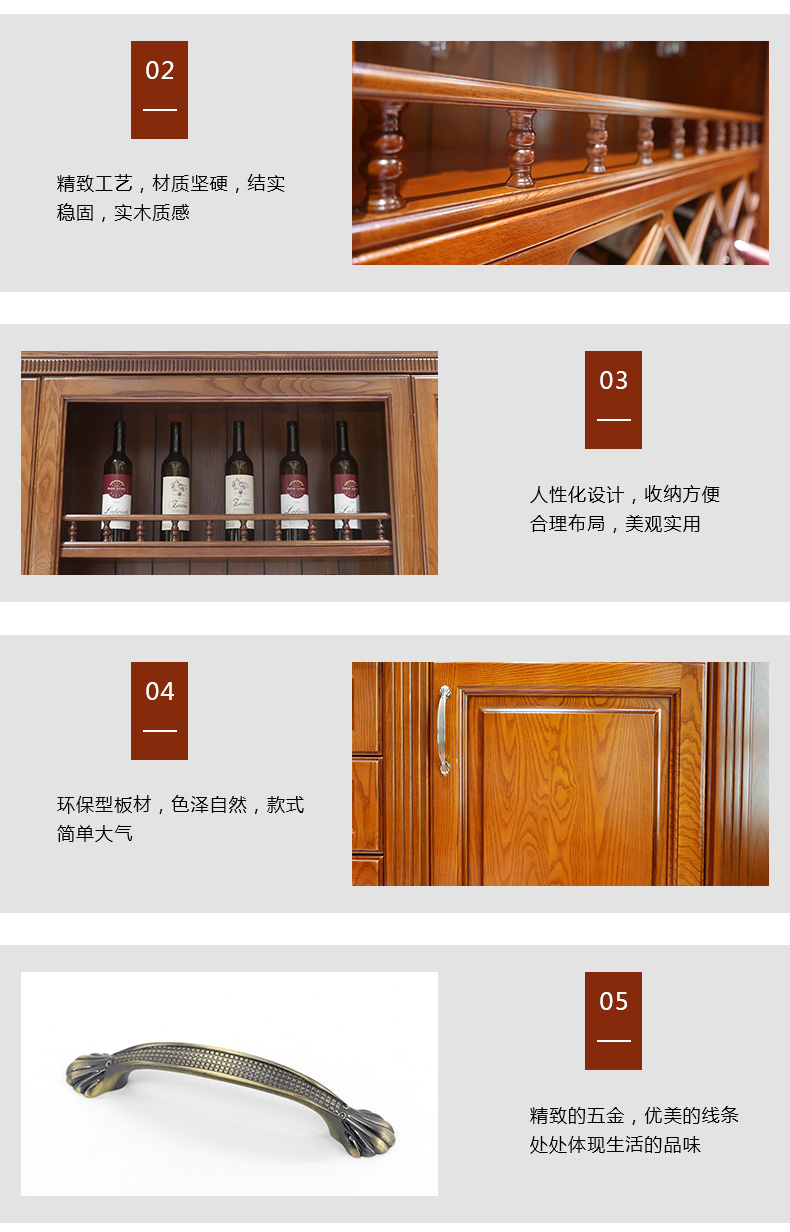 02
精致工艺，材质坚硬，结实
稳固，实木质感
03
人性化设计，收纳方便
合理布局，美观实用
04
环保型板材，色泽自然，款式
简单大气
05
精致的五金，优美的线条
处处体现生活的品味